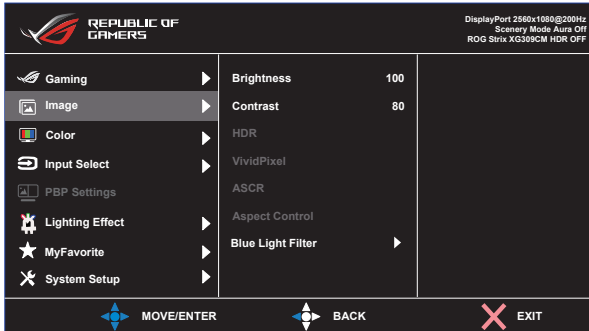 REPUBLIC OF
GAMERS
DisplayPort 2560x1080@200Hz
Scenery Mode Aura Off
ROG Strix XG309CM HDR OFF
Gaming
Image
Color
Input Select
PBP Settings
Lighting Effect
MyFavorite
System Setup
Brightness 100
Contrast 80
HDR
VividPixel
ASCR
Aspect Control
Blue Light Filter
MOVE/ENTER BACK EXIT